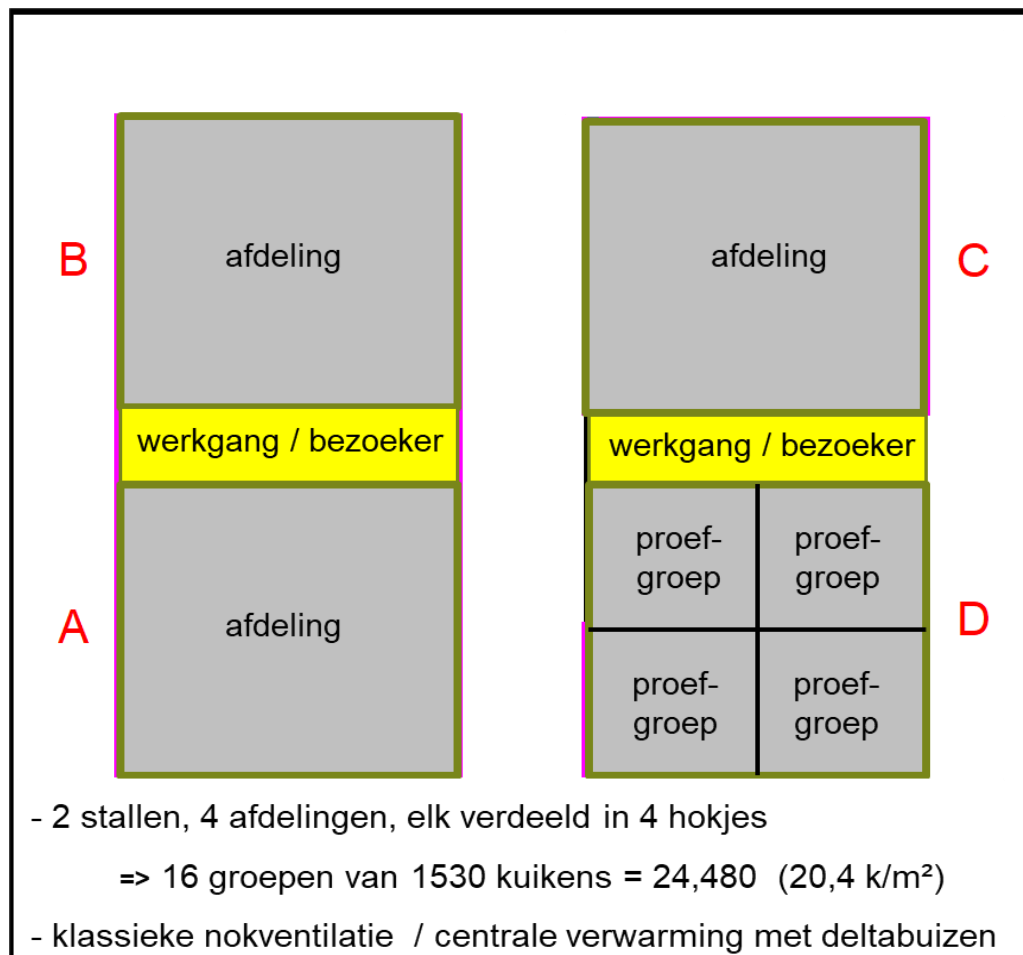 B
afdeling
afdeling
C
werkgang / bezoeker
werkgang / bezoeker
A
afdeling
proef-
groep
proef-
groep
D
proef-
groep
proef-
groep
- 2 stallen, 4 afdelingen, elk verdeeld in 4 hokjes
=> 16 groepen van 1530 kuikens = 24,480 (20,4 k/m²)
- klassieke nokventilatie / centrale verwarming met deltabuizen